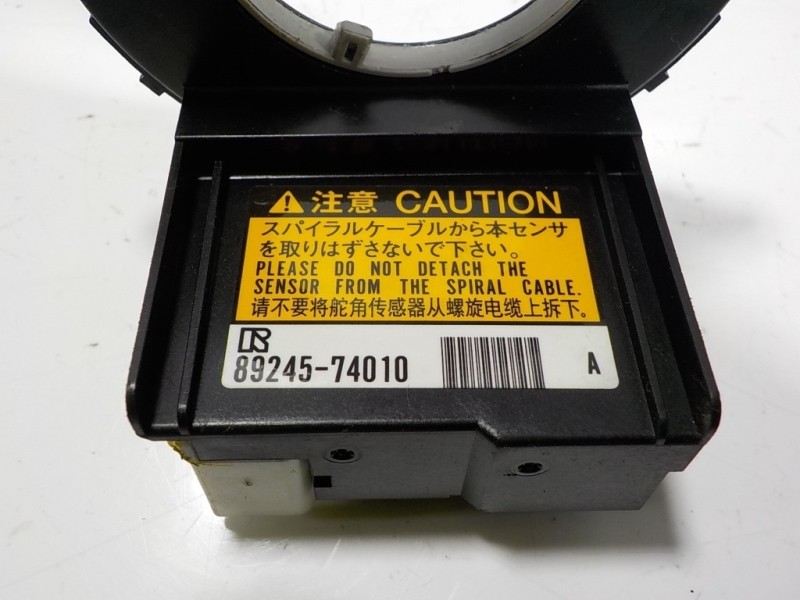 注意 CAUTION
スパイラルケーブルから本センサ
を取りはずさないで下さい。
PLEASE DO NOT DETACH THE
SENSOR FROM THE SPIRAL CABLE.
请不要将舵角传感器从螺旋电缆上拆下。
89245-74010 A